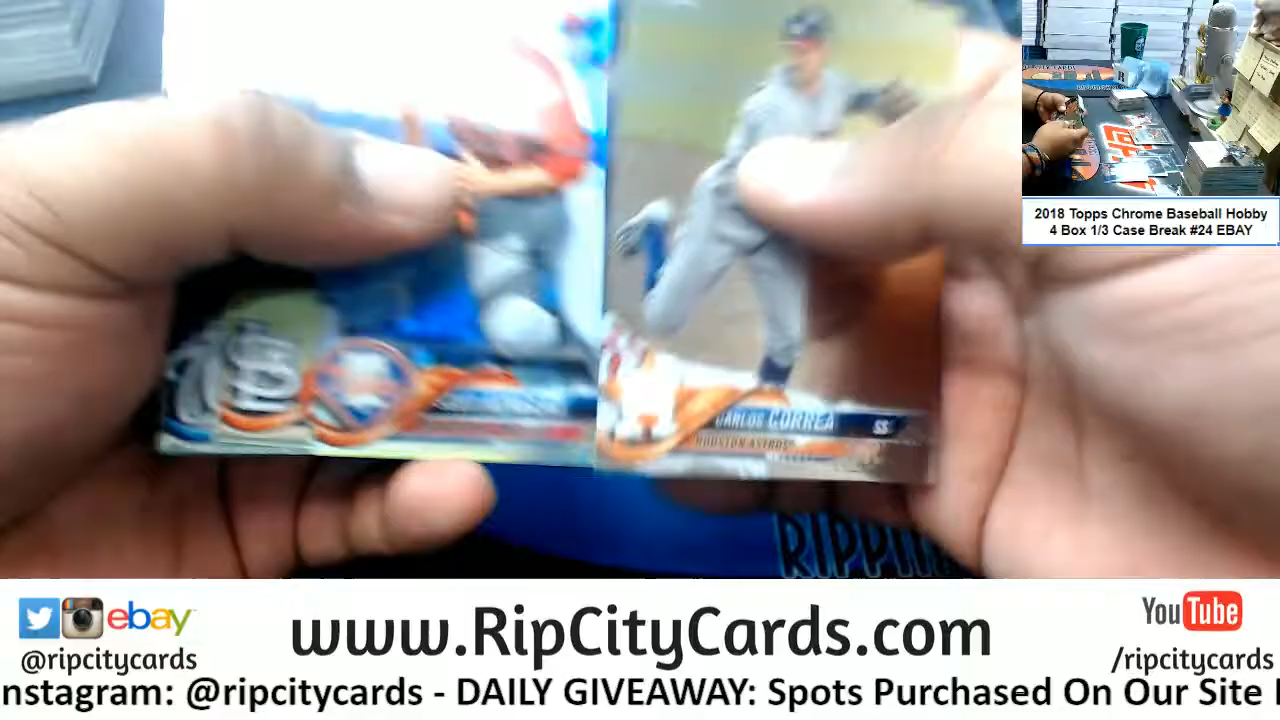 2018 Topps Chrome Baseball Hobby
4 Box 1/3 Case Break #24 EBAY
CARLOS CORREA SS
HOUSTON ASTROS
RIPPIN
ebay
www.RipCityCards.com
YouTube
@ripcitycards
/ripcitycards
nstagram: @ripcitycards - DAILY GIVEAWAY: Spots Purchased On Our Site